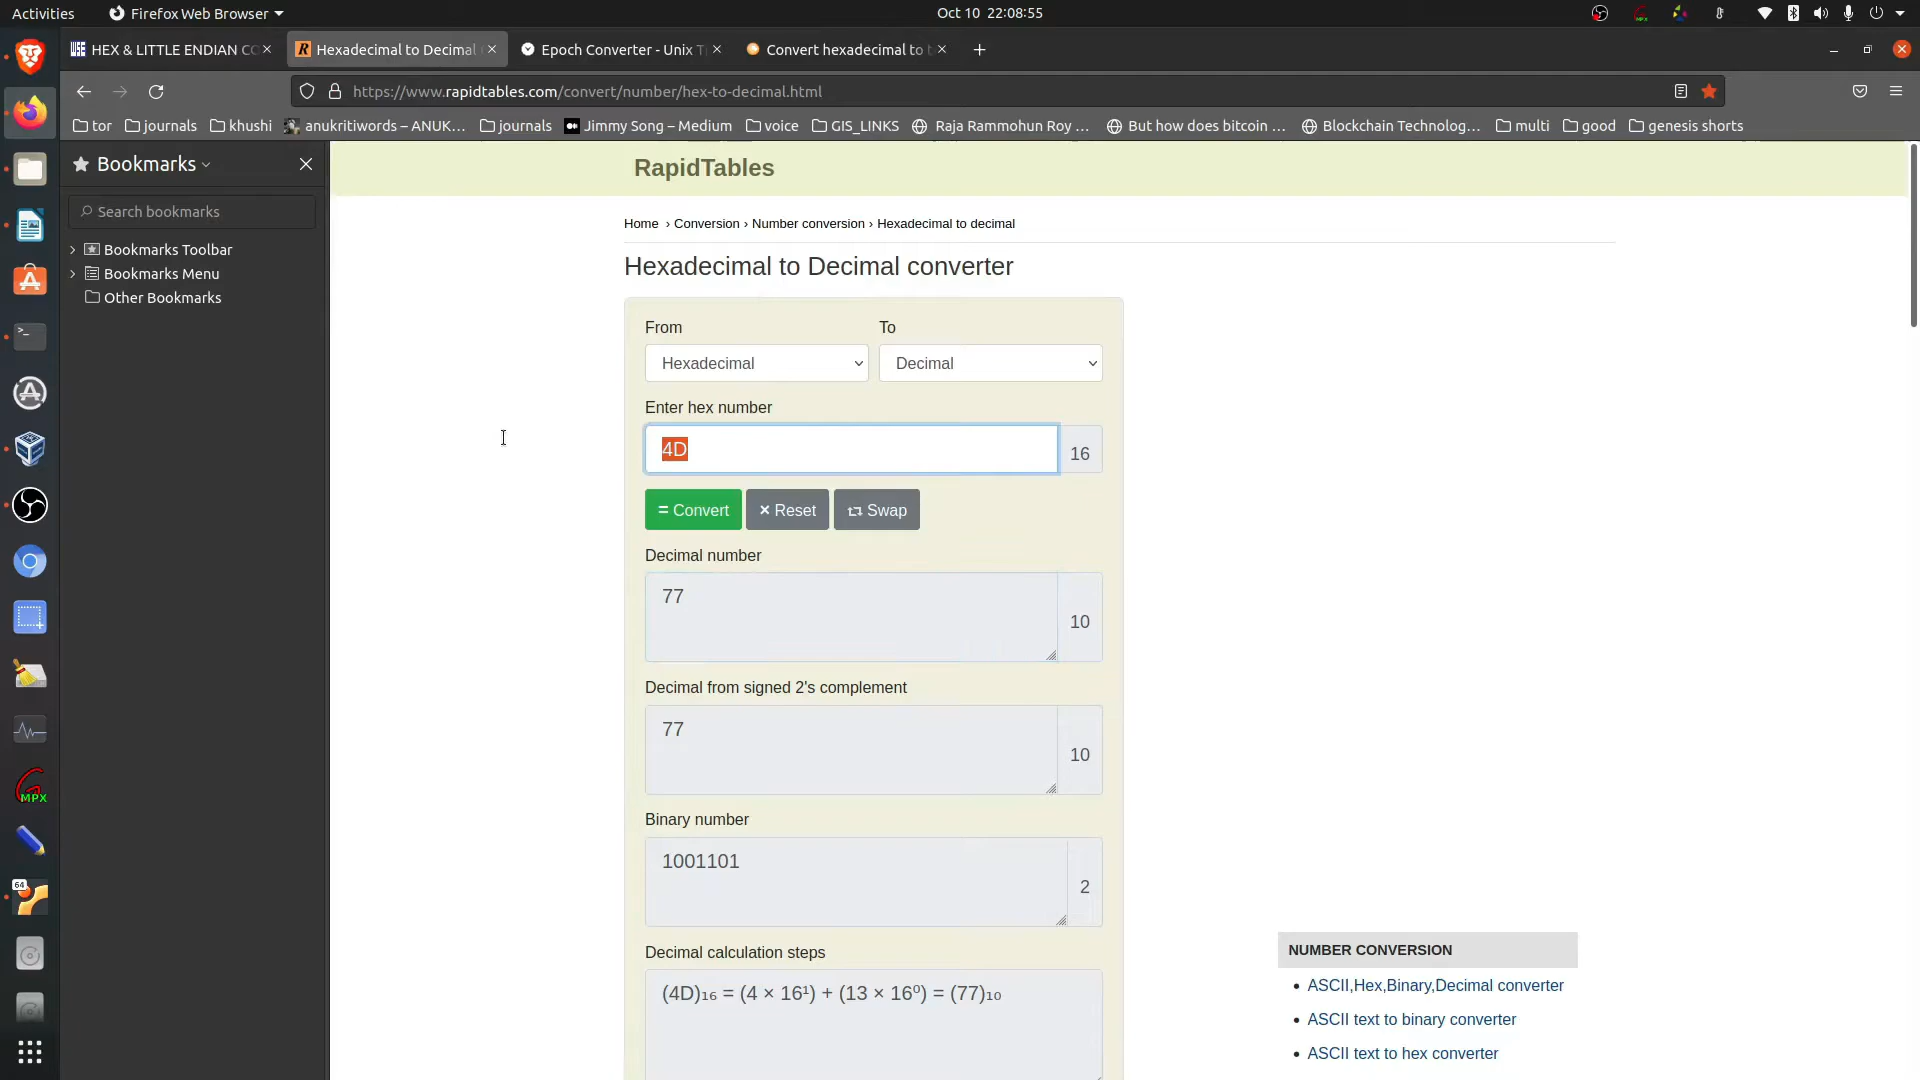 Activities
Firefox Web Browser
Oct 10 22:08:55
HEX & LITTLE ENDIAN CO
Hexadecimal to Decimal
Epoch Converter - Unix T
Convert hexadecimal to t
https://www.rapidtables.com/convert/number/hex-to-decimal.html
tor
journals
khushi
anukritiwords – ANUK…
journals
Jimmy Song – Medium
voice
GIS_LINKS
Raja Rammohun Roy …
But how does bitcoin …
Blockchain Technolog…
multi
good
genesis shorts
Bookmarks
Search bookmarks
Bookmarks Toolbar
Bookmarks Menu
Other Bookmarks
MPX
64
RapidTables
Home › Conversion › Number conversion › Hexadecimal to decimal
Hexadecimal to Decimal converter
From
To
Hexadecimal
Decimal
Enter hex number
4D
16
= Convert
× Reset
Swap
Decimal number
77
10
Decimal from signed 2's complement
77
10
Binary number
1001101
2
Decimal calculation steps
(4D)₁₆ = (4 × 16¹) + (13 × 16⁰) = (77)₁₀
NUMBER CONVERSION
ASCII,Hex,Binary,Decimal converter
ASCII text to binary converter
ASCII text to hex converter